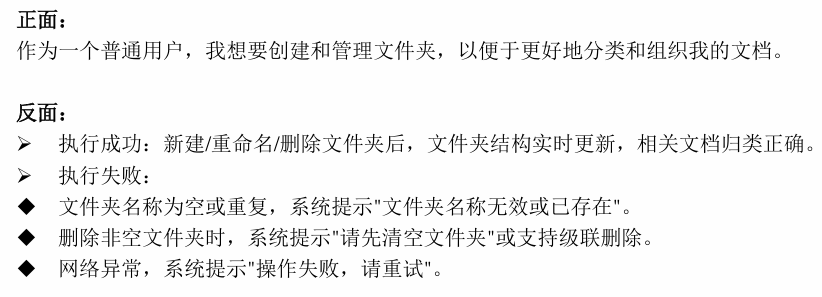 正面：
作为一个普通用户，我想要创建和管理文件夹，以便于更好地分类和组织我的文档。
反面：
➢ 执行成功：新建/重命名/删除文件夹后，文件夹结构实时更新，相关文档归类正确。
➢ 执行失败：
◆ 文件夹名称为空或重复，系统提示"文件夹名称无效或已存在"。
◆ 删除非空文件夹时，系统提示"请先清空文件夹"或支持级联删除。
◆ 网络异常，系统提示"操作失败，请重试"。